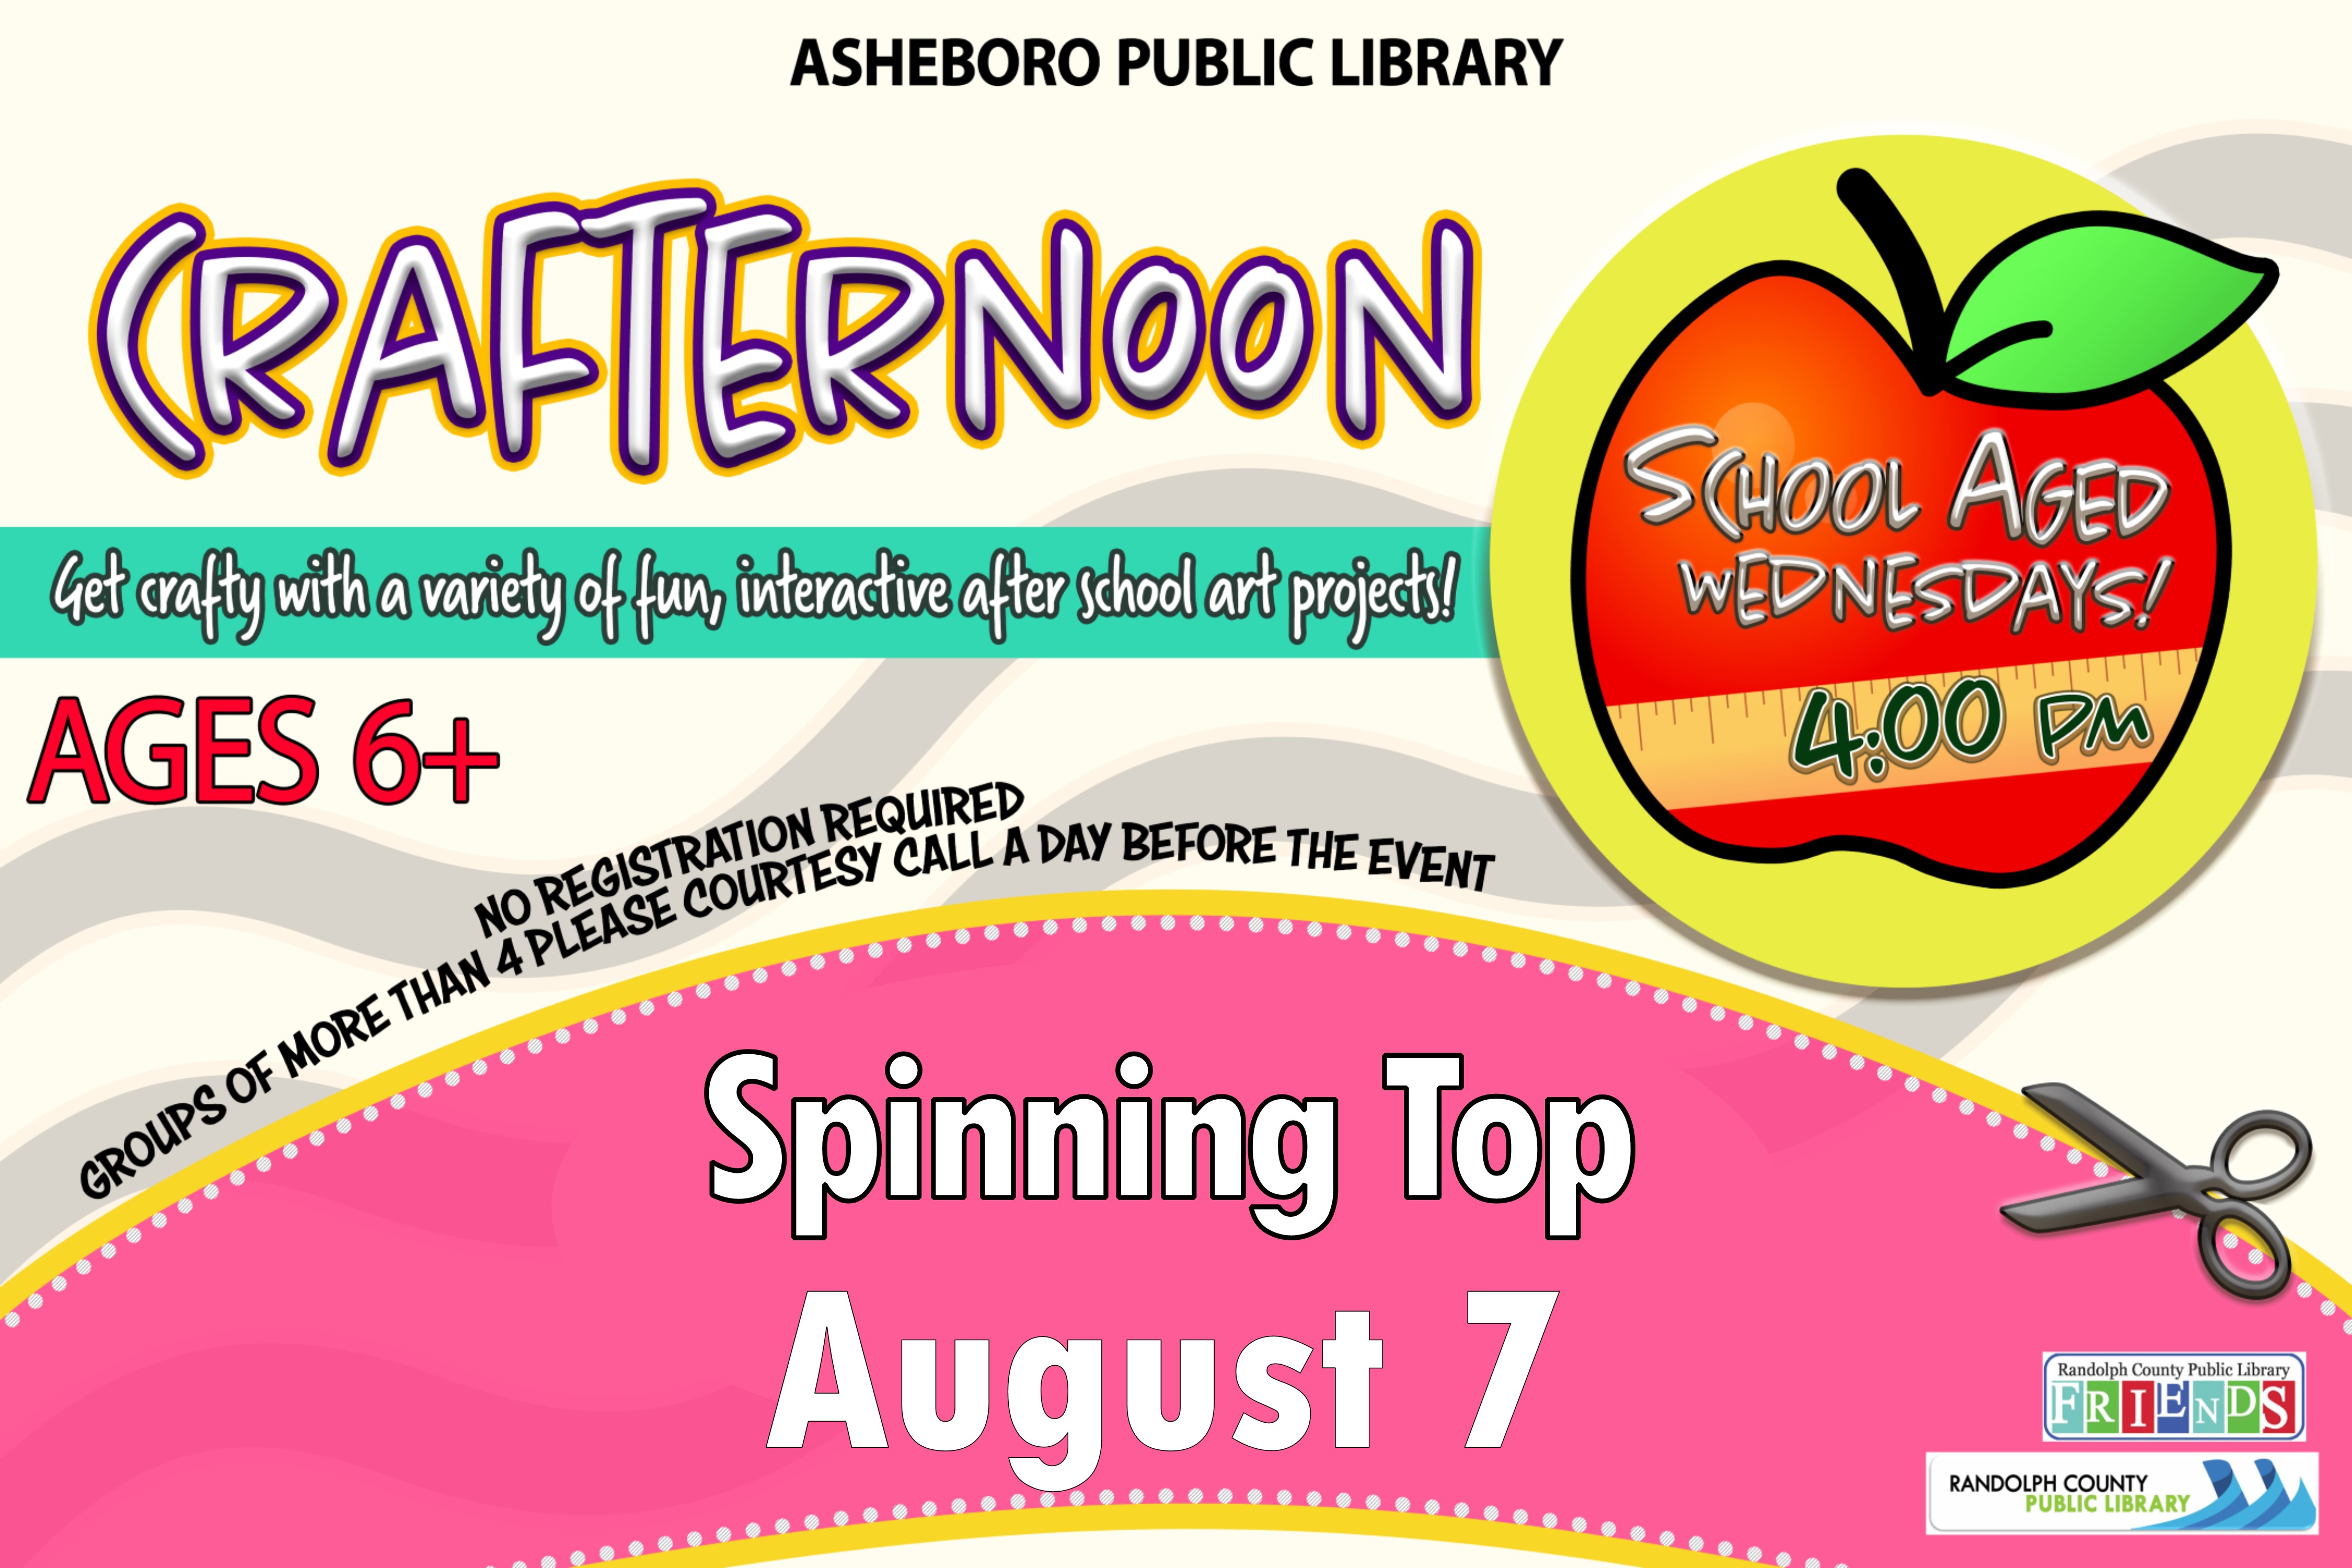 ASHEBORO PUBLIC LIBRARY
CRAFTERNOON
Get crafty with a variety of fun, interactive after school art projects!
SCHOOL AGED
WEDNESDAYS!
4:00 PM
AGES 6+
NO REGISTRATION REQUIRED
GROUPS OF MORE THAN 4 PLEASE COURTESY CALL A DAY BEFORE THE EVENT
Spinning Top
August 7
Randolph County Public Library
FRIENDS
RANDOLPH COUNTY
PUBLIC LIBRARY